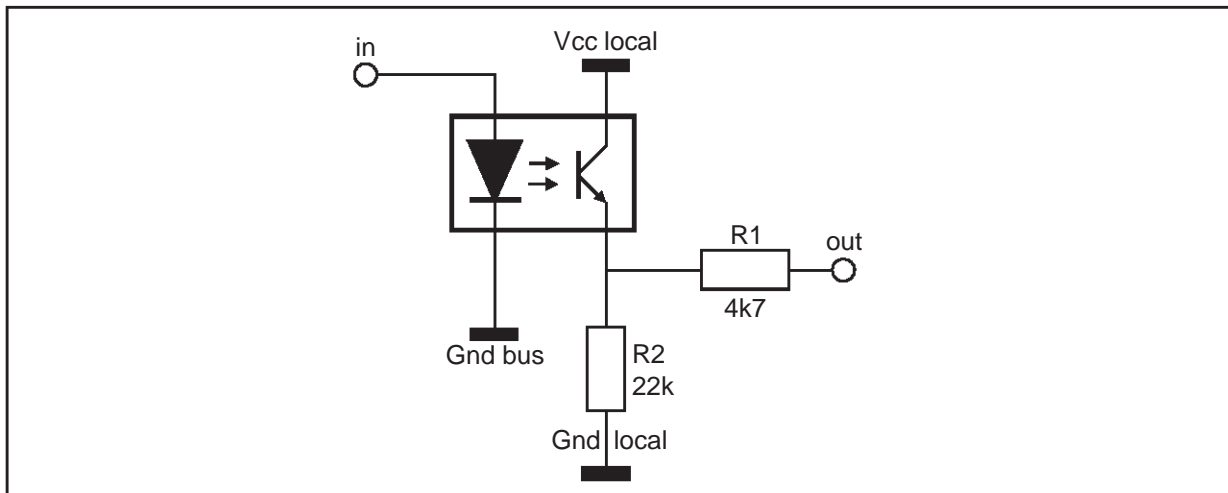 in
Vcc local
R1
out
4k7
Gnd bus
R2
22k
Gnd local